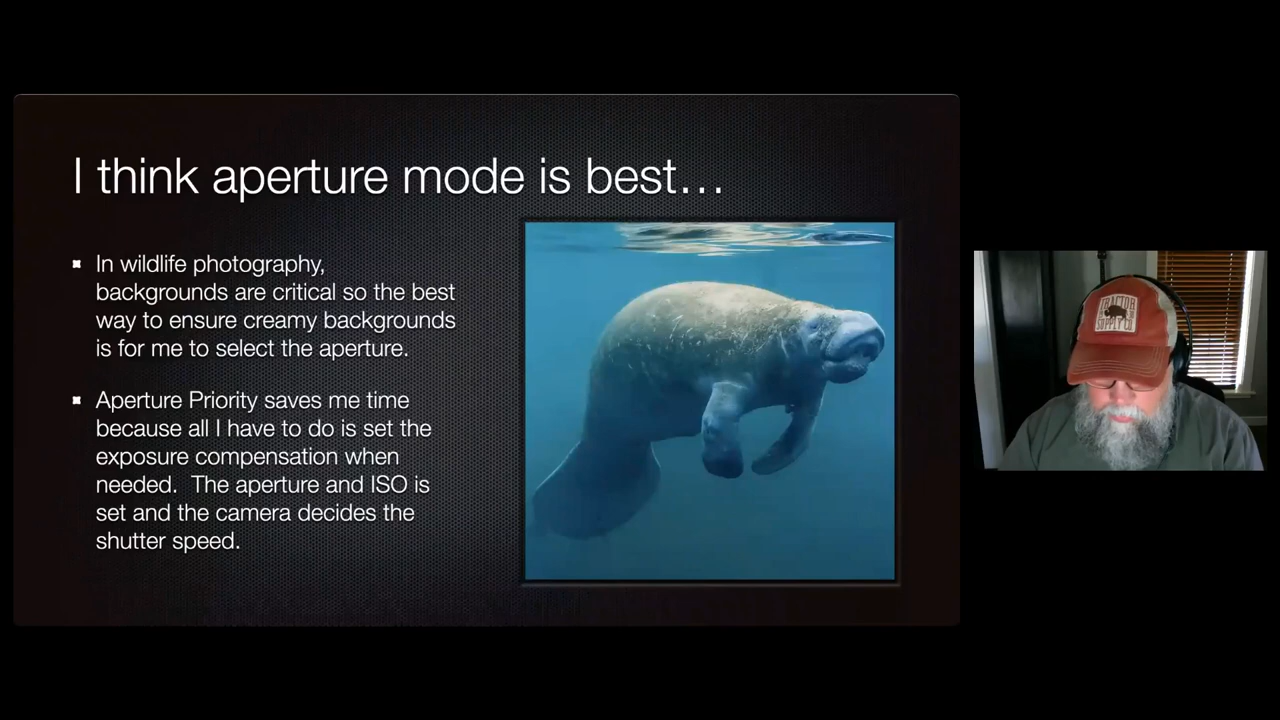 I think aperture mode is best…
In wildlife photography,
backgrounds are critical so the best
way to ensure creamy backgrounds
is for me to select the aperture.
Aperture Priority saves me time
because all I have to do is set the
exposure compensation when
needed.  The aperture and ISO is
set and the camera decides the
shutter speed.
TRACTOR
SUPPLY CO